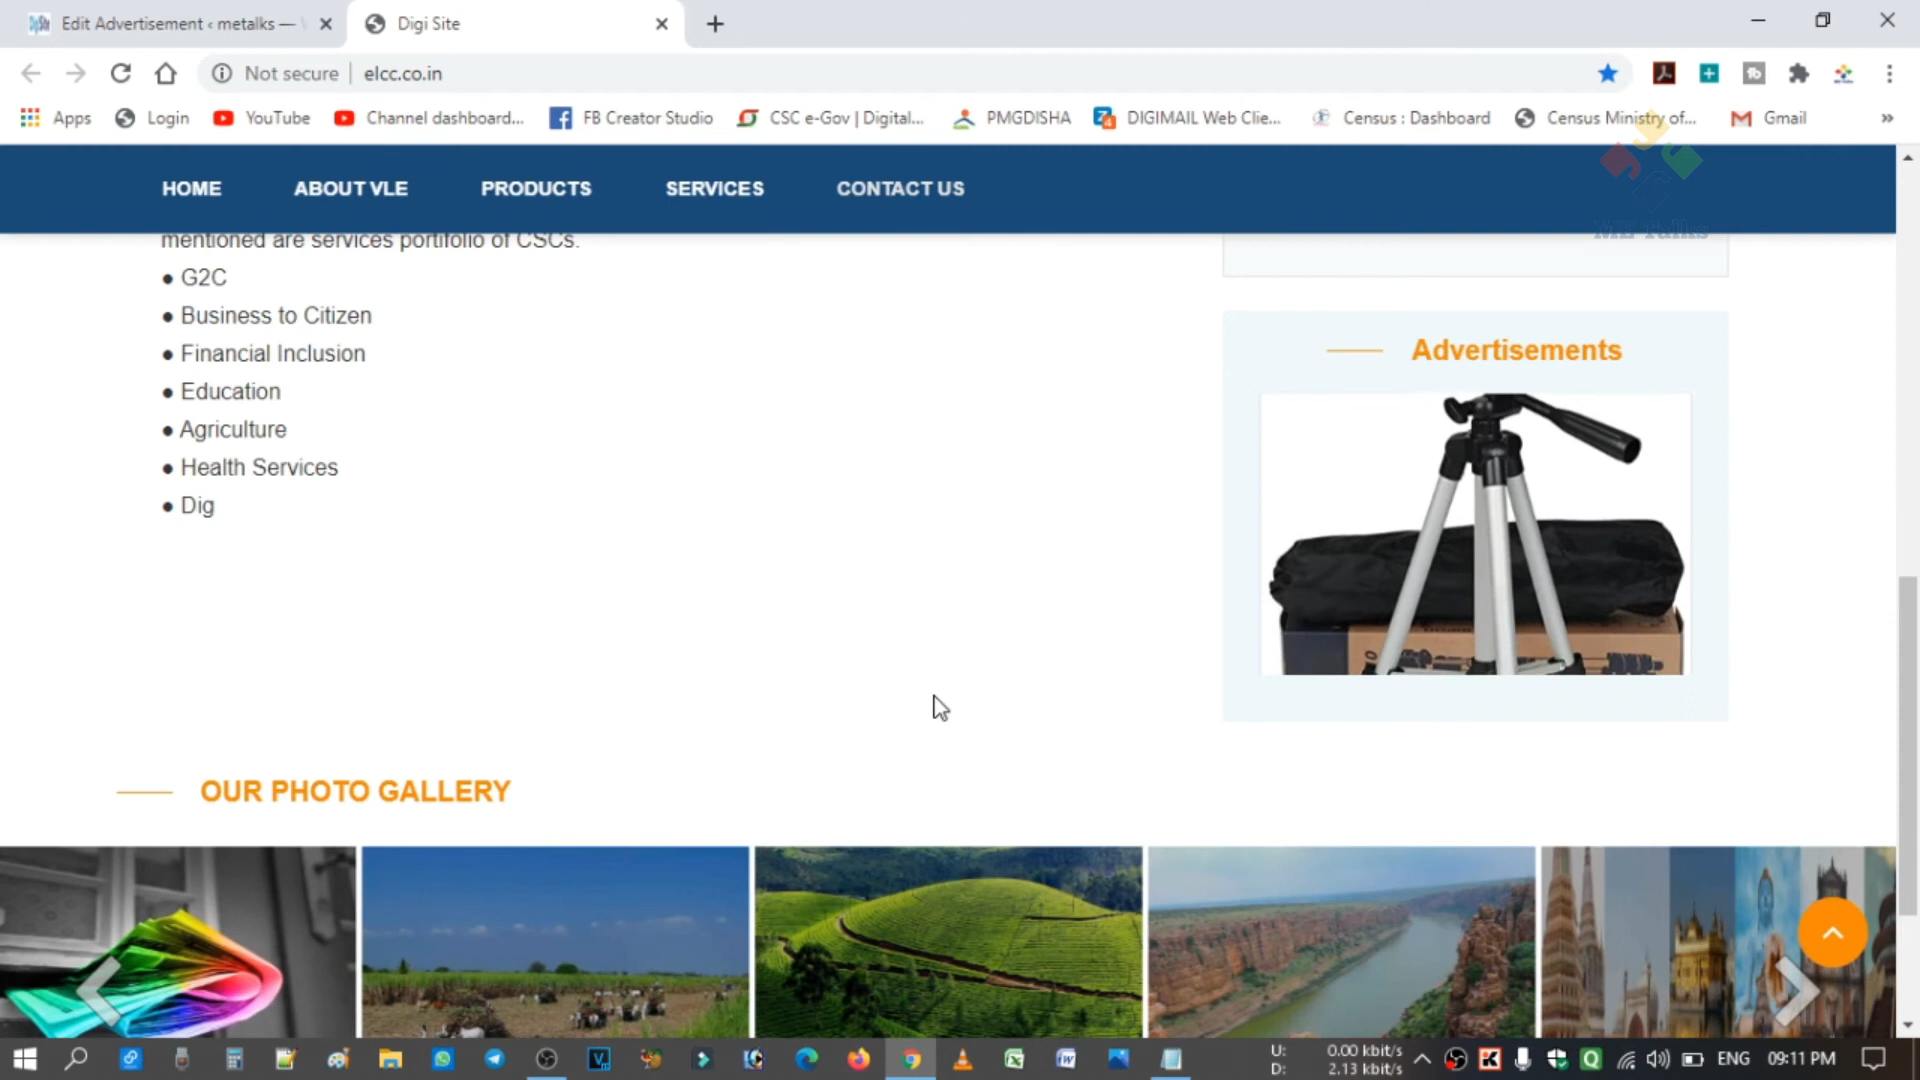 Edit Advertisement ‹ metalks —
Digi Site
Not secure
elcc.co.in
Apps
Login
YouTube
Channel dashboard...
FB Creator Studio
CSC e-Gov | Digital...
PMGDISHA
DIGIMAIL Web Clie...
Census : Dashboard
Census Ministry of...
Gmail
»
HOME
ABOUT VLE
PRODUCTS
SERVICES
CONTACT US
ME Talks
mentioned are services portifolio of CSCs.
● G2C
● Business to Citizen
● Financial Inclusion
● Education
● Agriculture
● Health Services
● Dig
Advertisements
OUR PHOTO GALLERY
U: 0.00 kbit/s
D: 2.13 kbit/s
ENG
09:11 PM